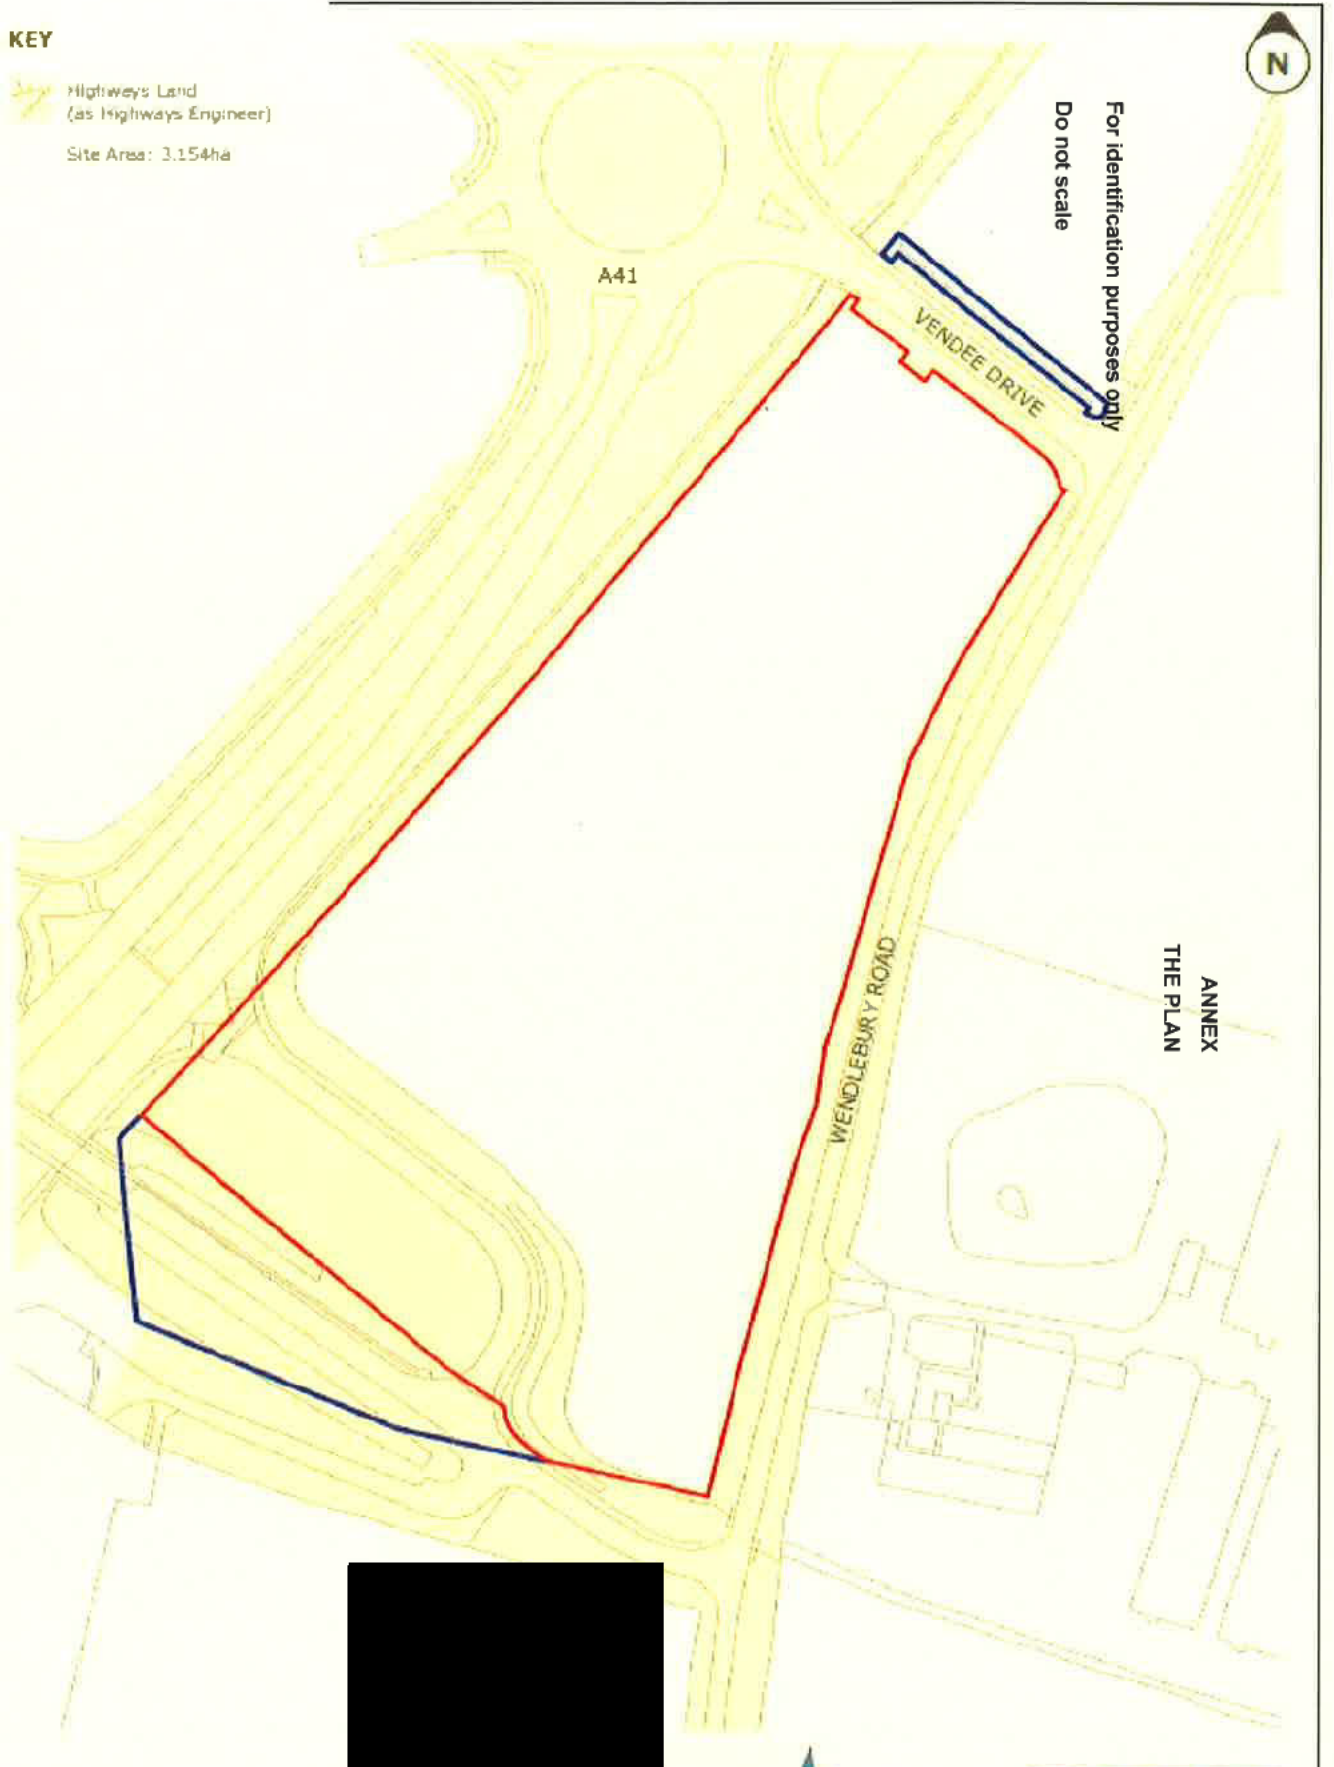 KEY
Highways Land
(as Highways Engineer)
Site Area: 3.154ha
N
For identification purposes only
Do not scale
A41
VENDEE DRIVE
ANNEX
THE PLAN
WENDLEBURY ROAD